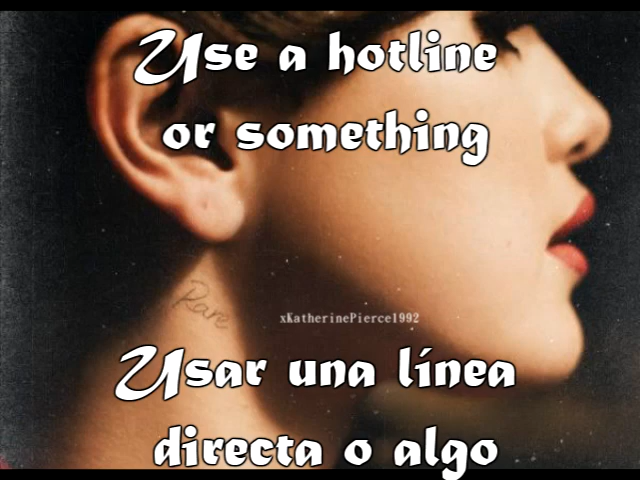 Use a hotline
or something
Rare
xKatherinePierce1992
Usar una línea
directa o algo